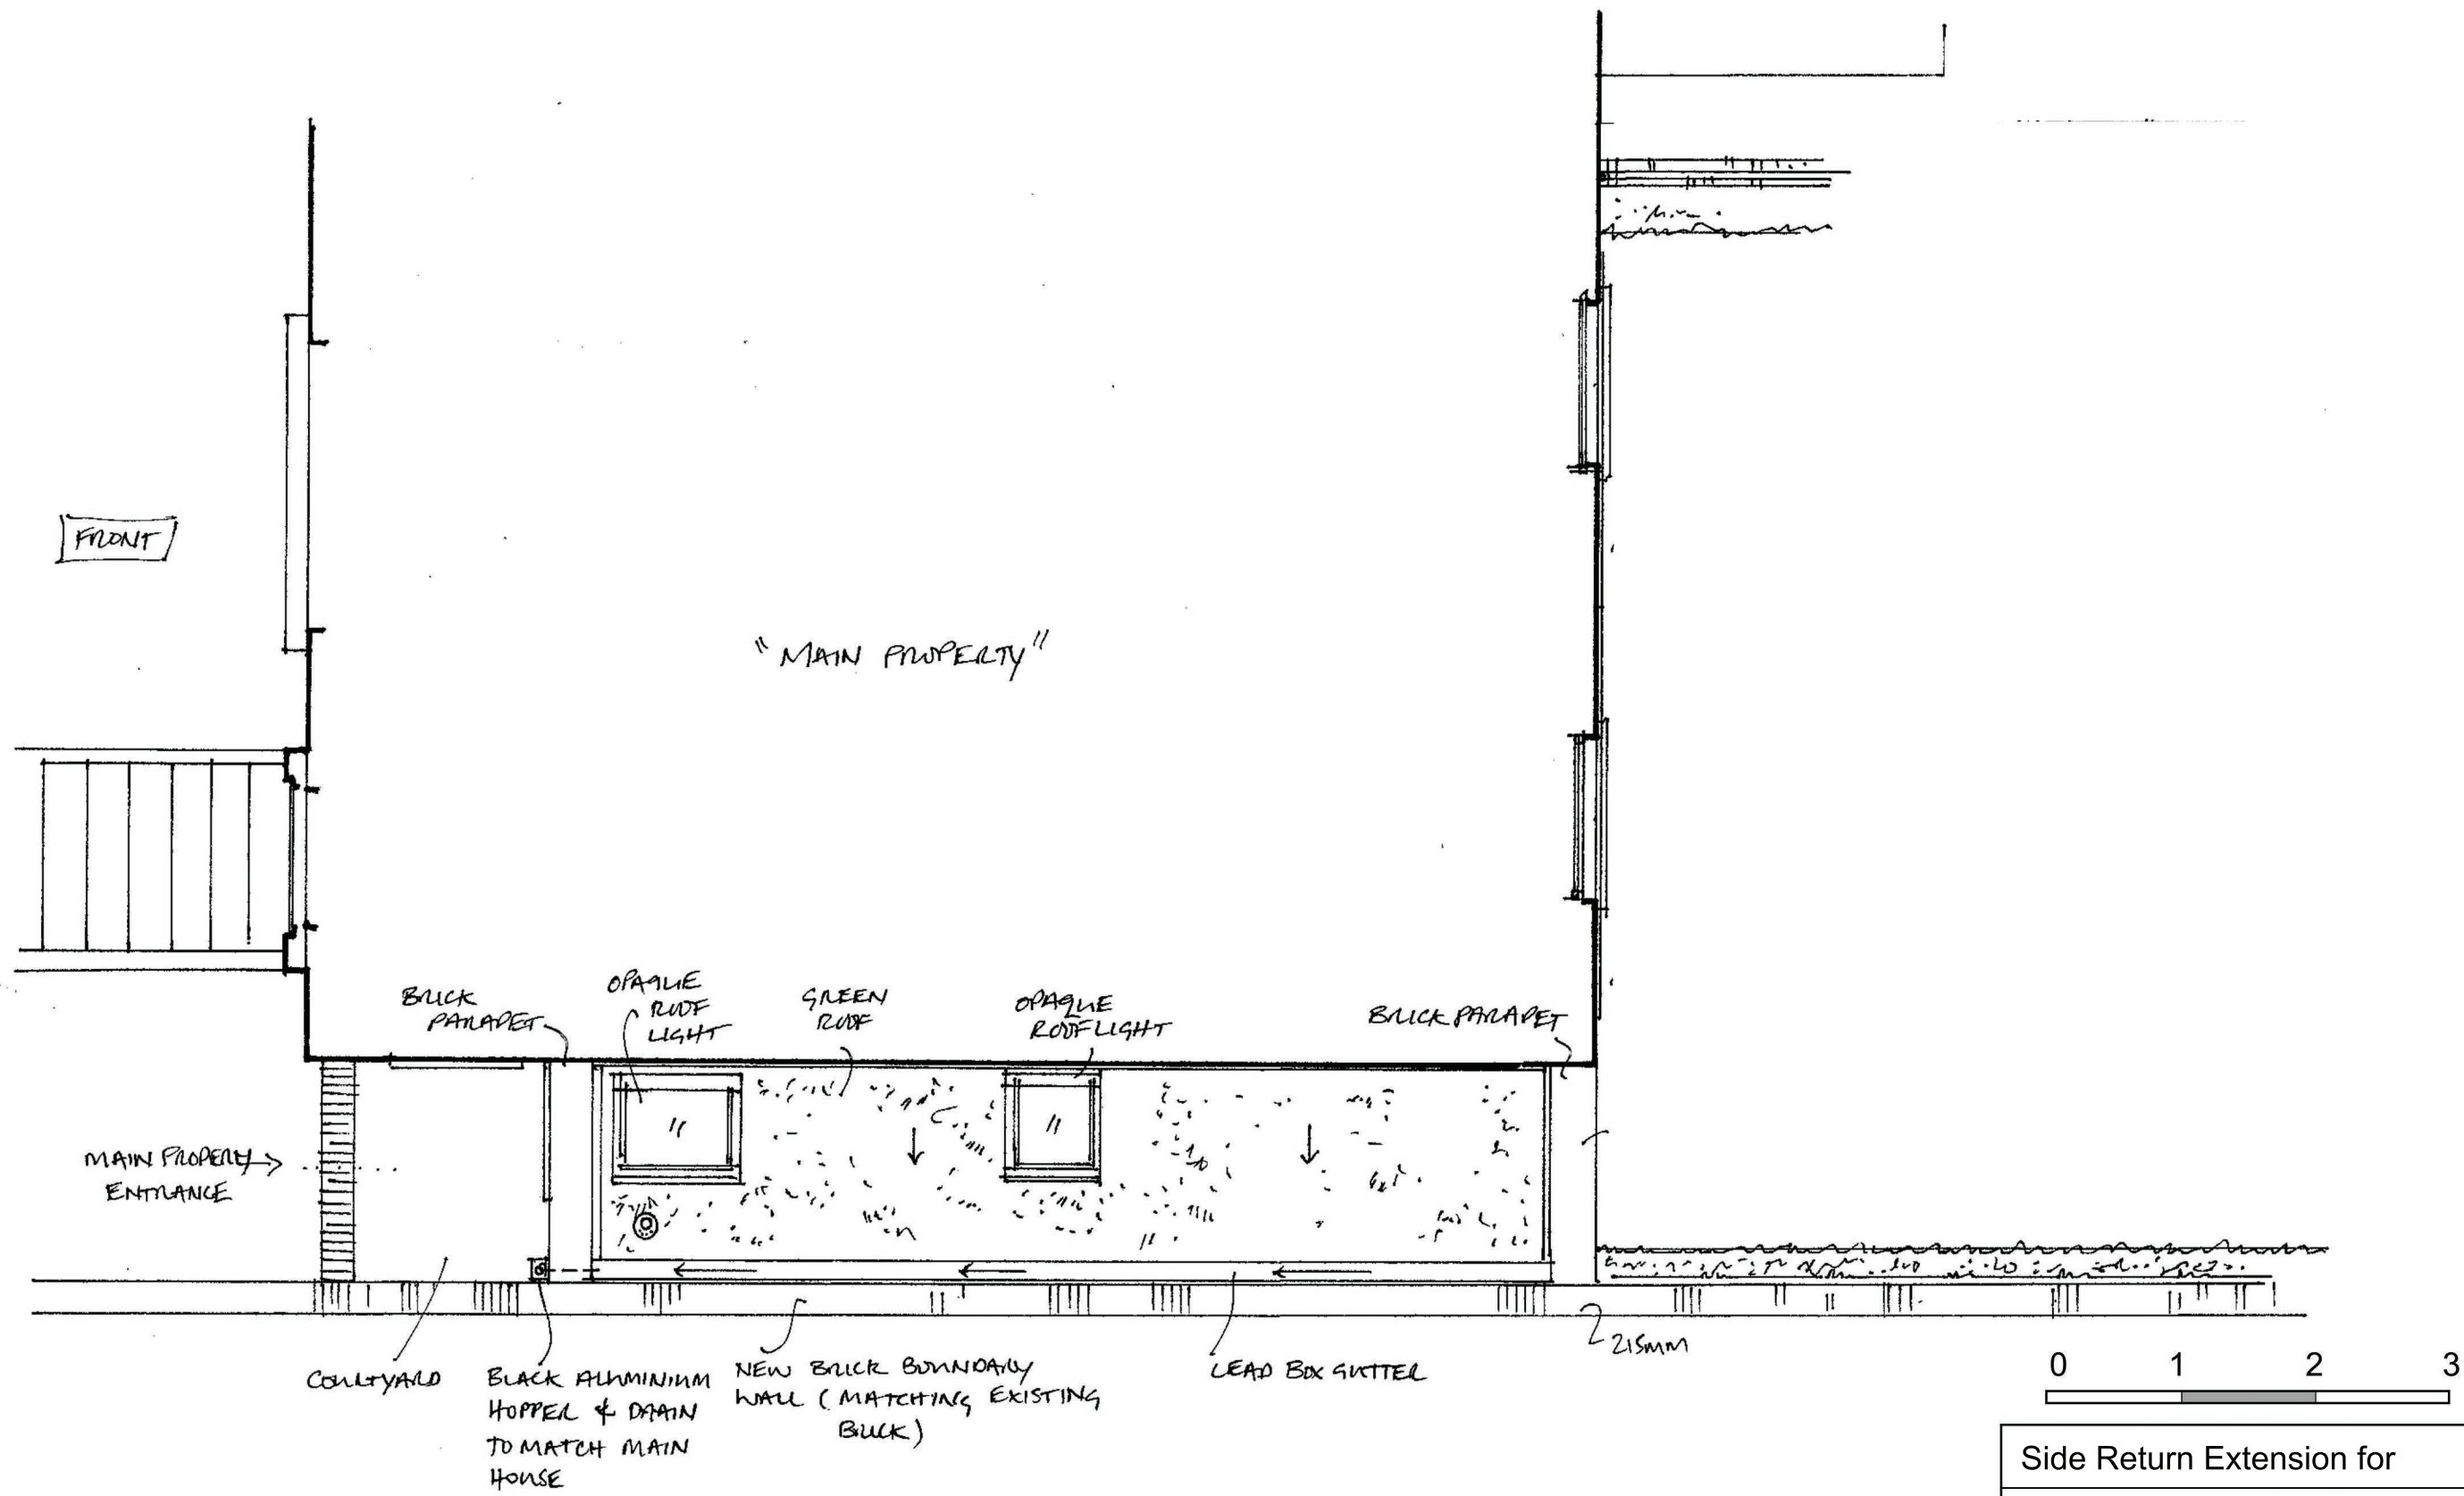 FRONT
"MAIN PROPERTY"
BRICK
PARAPET
OPAQUE
ROOF
LIGHT
GREEN
ROOF
OPAQUE
ROOFLIGHT
BRICK PARAPET
MAIN PROPERTY
ENTRANCE
COURTYARD
BLACK ALUMINIUM
HOPPER & DRAIN
TO MATCH MAIN
HOUSE
NEW BRICK BOUNDARY
WALL (MATCHING EXISTING
BRICK)
LEAD BOX GUTTER
215MM
0 1 2 3
Side Return Extension for